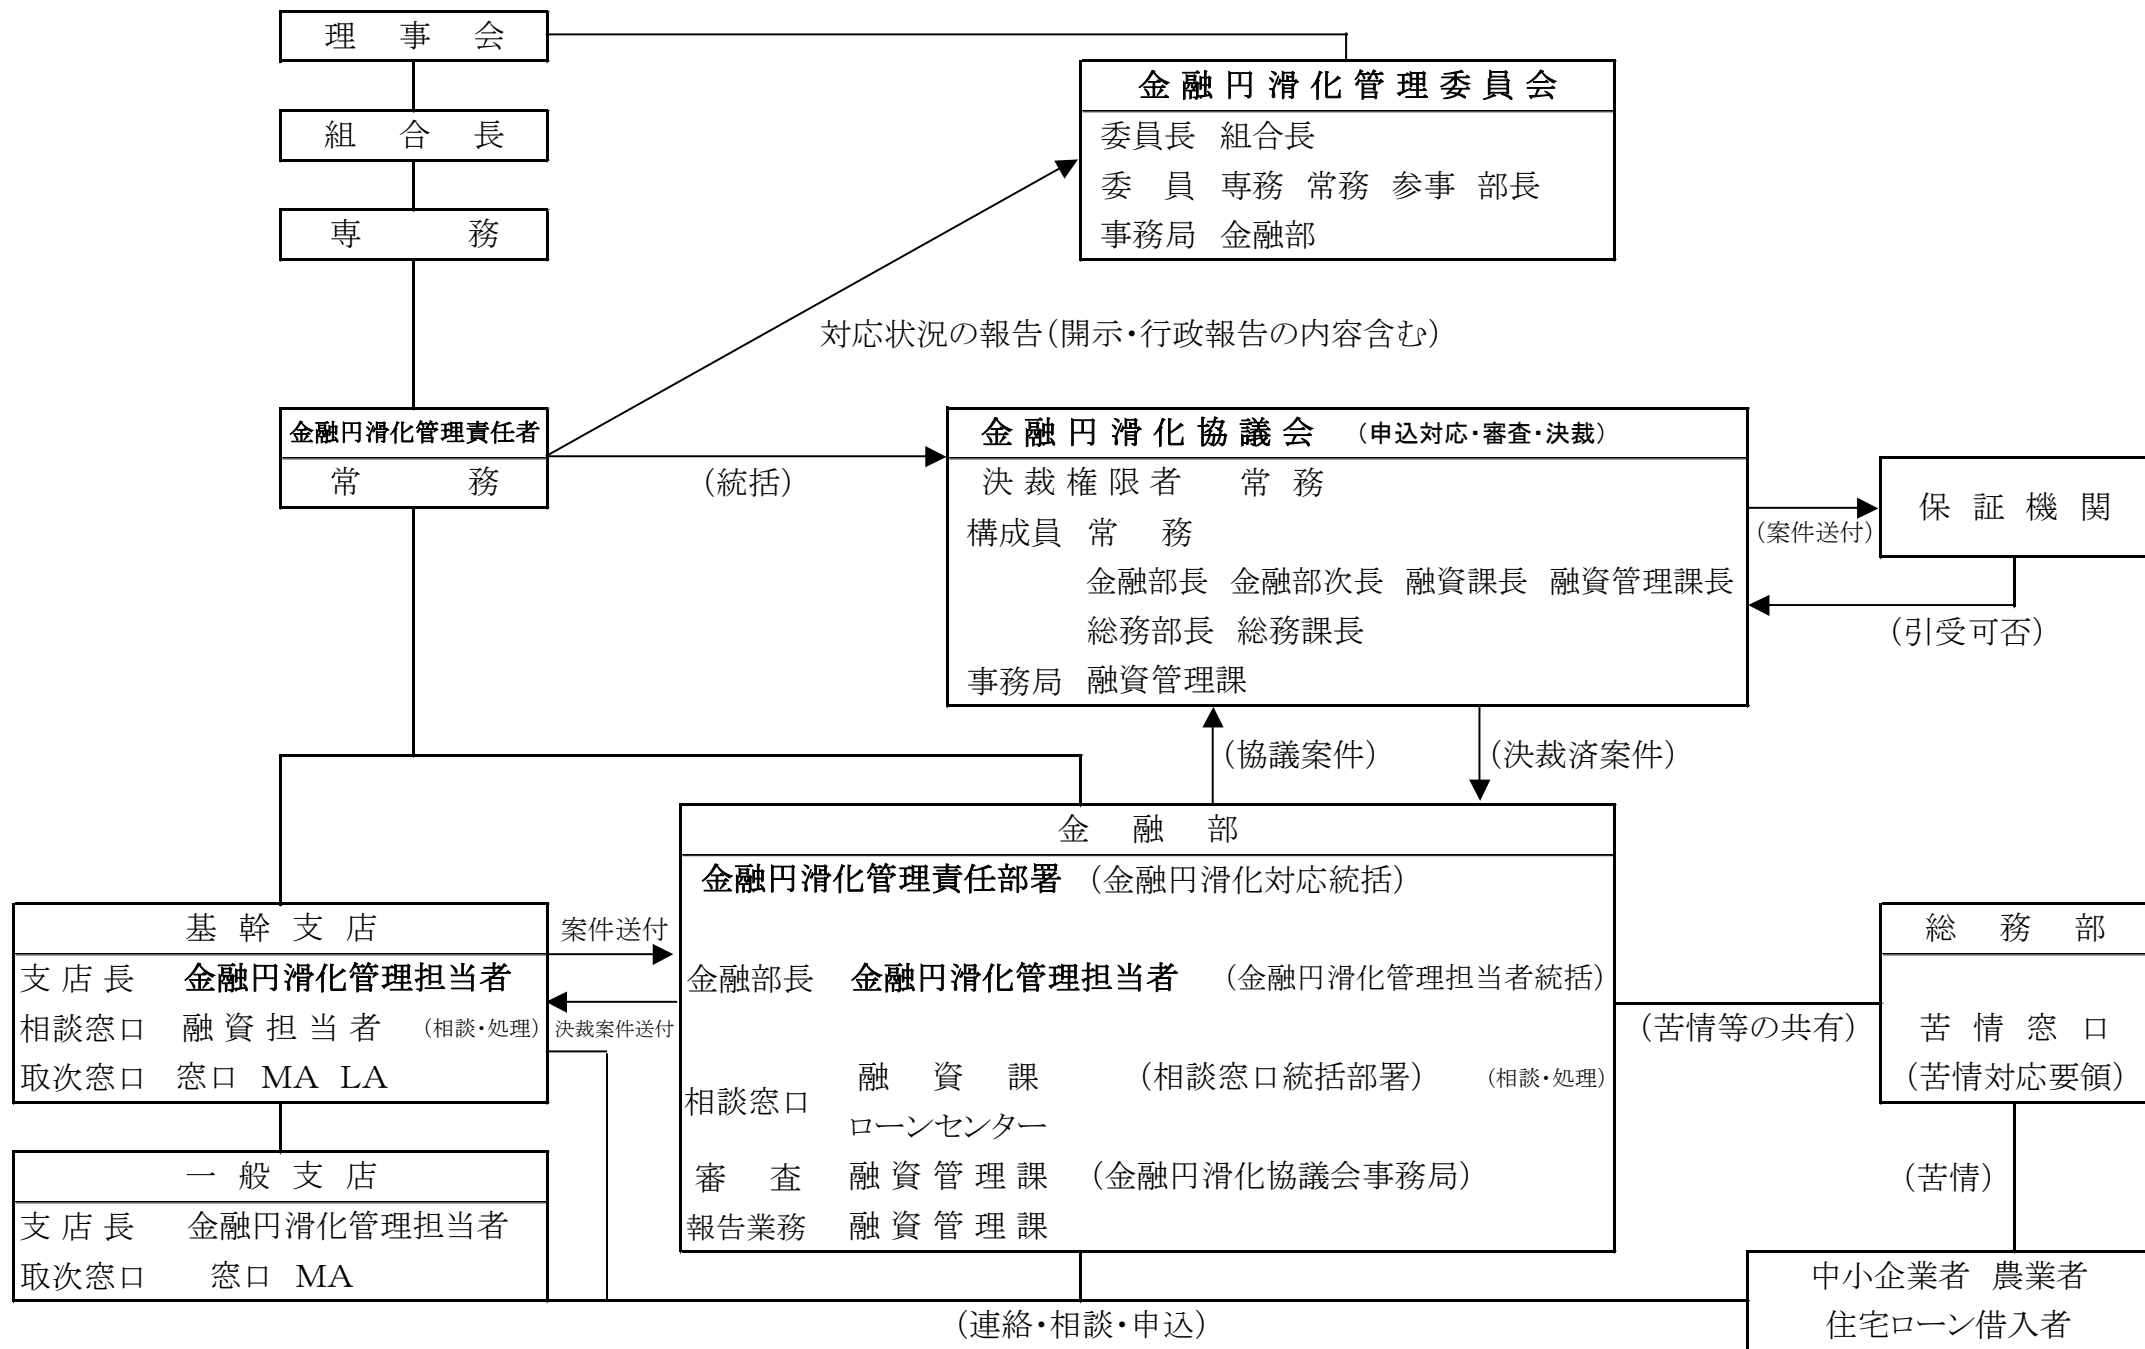 理事会
金融円滑化管理委員会
委員長 組合長
委員 専務 常務 参事 部長
事務局 金融部
組合長
専務
対応状況の報告（開示・行政報告の内容含む）
金融円滑化管理責任者
常務
（統括）
金融円滑化協議会 （申込対応・審査・決裁）
決裁権限者 常務
構成員 常務
金融部長 金融部次長 融資課長 融資管理課長
総務部長 総務課長
事務局 融資管理課
（案件送付）
保証機関
（引受可否）
（協議案件）
（決裁済案件）
金融部
金融円滑化管理責任部署 （金融円滑化対応統括）
金融部長 金融円滑化管理担当者 （金融円滑化管理担当者統括）
相談窓口 融資課 （相談窓口統括部署） （相談・処理）
ローンセンター
審査 融資管理課 （金融円滑化協議会事務局）
報告業務 融資管理課
基幹支店
支店長 金融円滑化管理担当者
相談窓口 融資担当者 （相談・処理）
取次窓口 窓口 MA LA
案件送付
決裁案件送付
一般支店
支店長 金融円滑化管理担当者
取次窓口 窓口 MA
（苦情等の共有）
総務部
苦情窓口
（苦情対応要領）
（苦情）
中小企業者 農業者
住宅ローン借入者
（連絡・相談・申込）